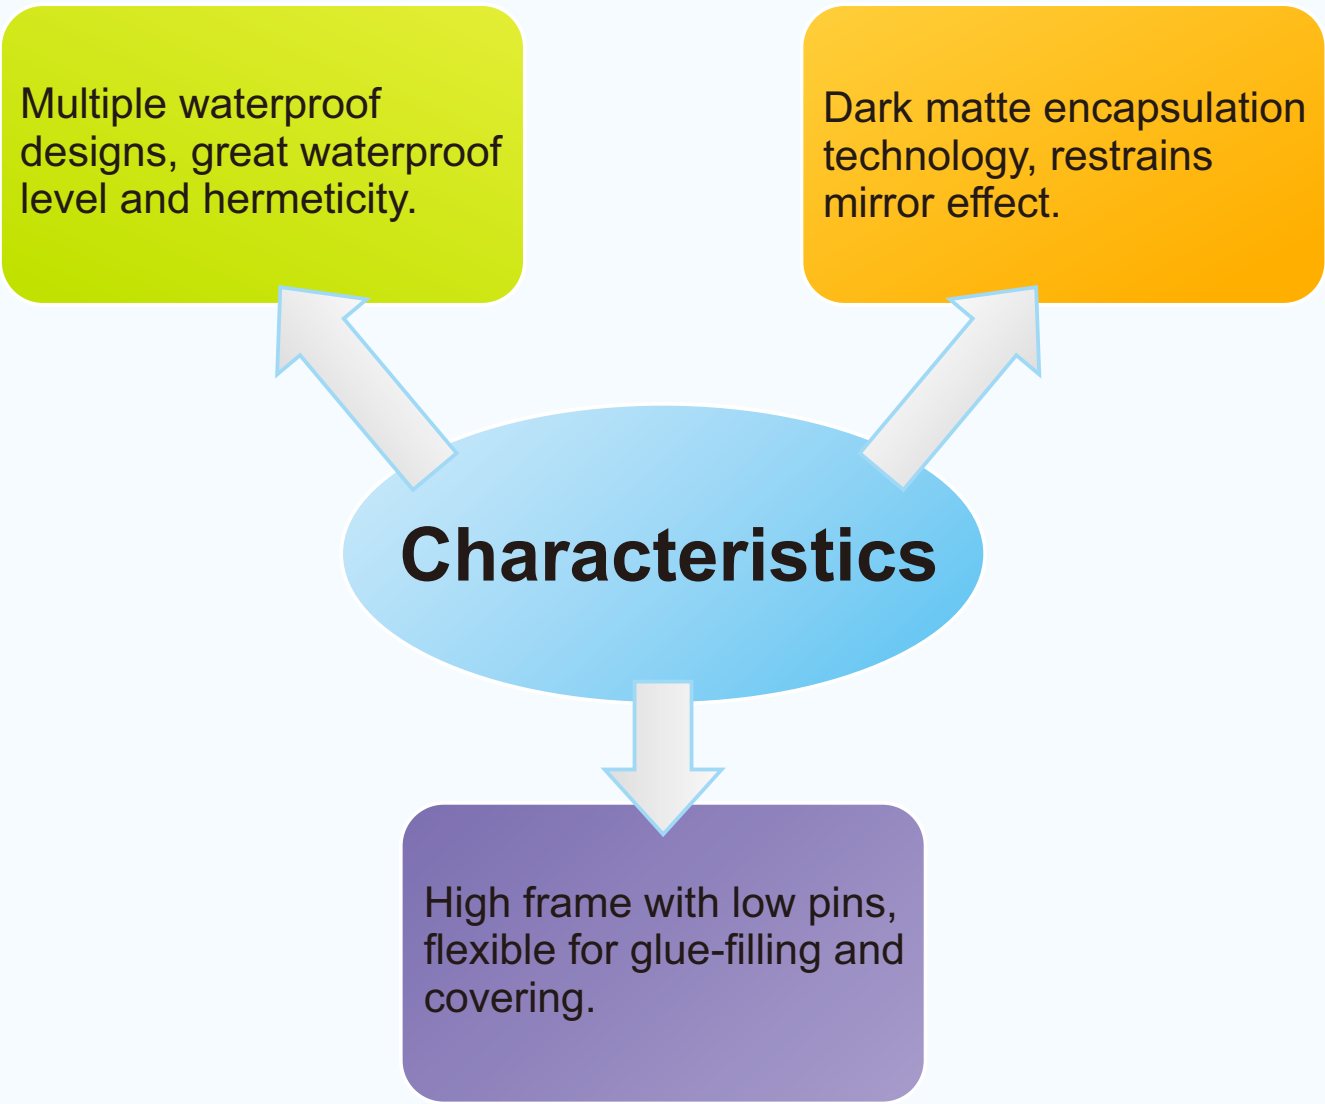 Multiple waterproof
designs, great waterproof
level and hermeticity.
Dark matte encapsulation
technology, restrains
mirror effect.
Characteristics
High frame with low pins,
flexible for glue-filling and
covering.